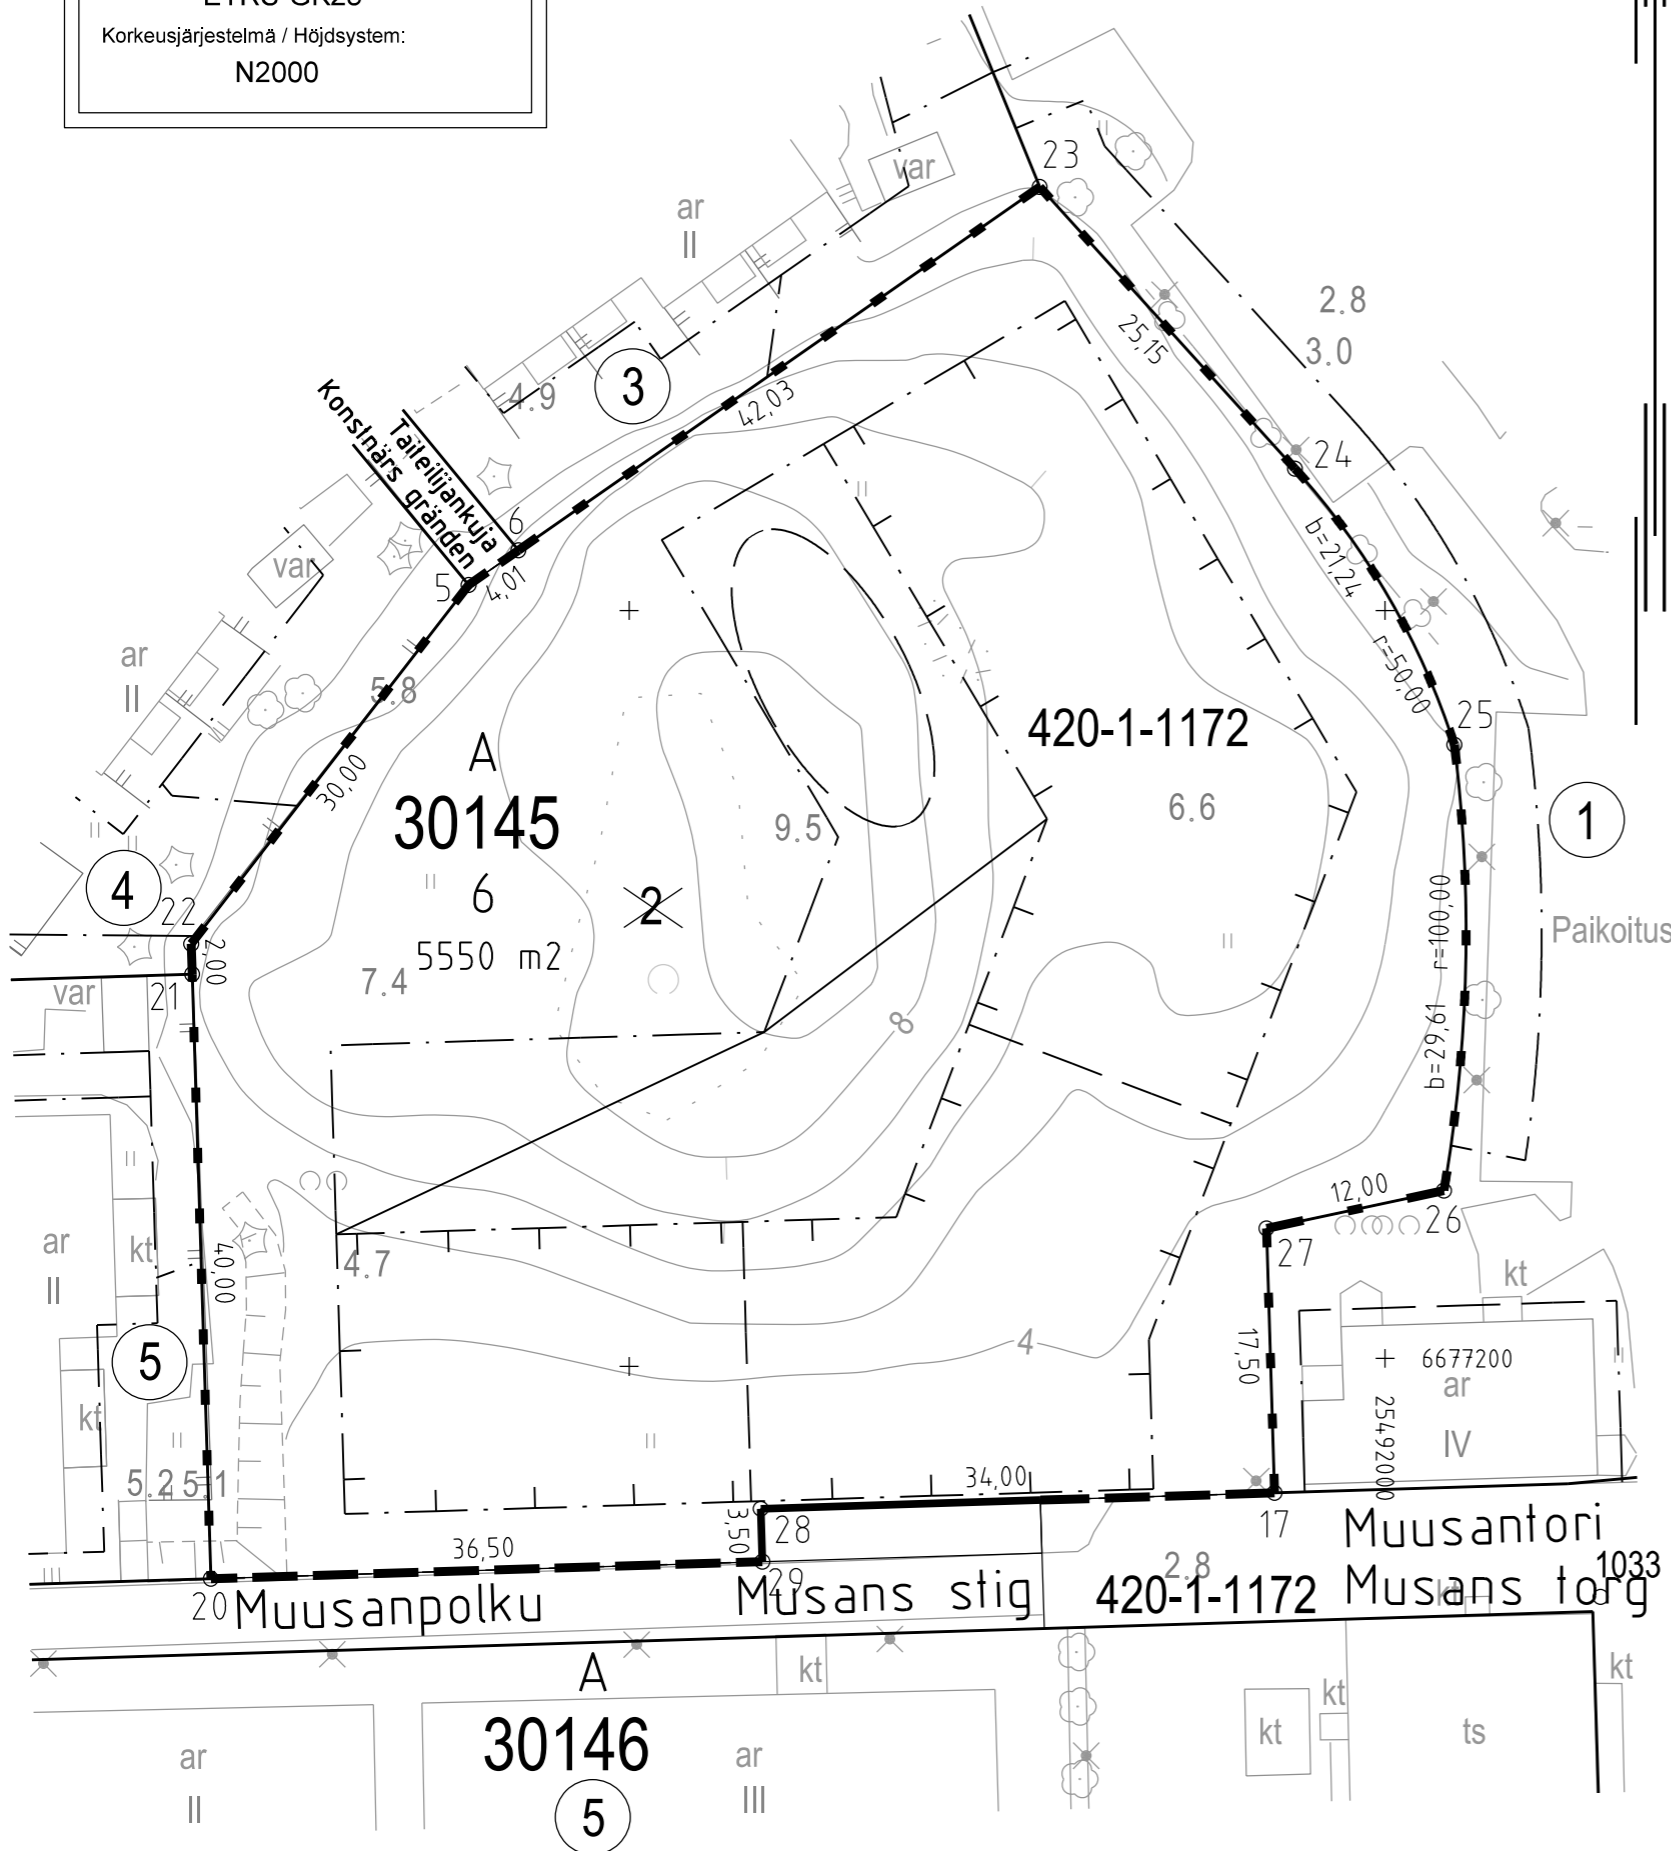 Korkeusjärjestelmä / Höjdsystem:
N2000
23
var
ar
II
2.8
3.0
25,15
3
4.9
42,03
Konstnärs gränden
Taiteilijankuja
24
6
5
4,01
var
b=21,24
r=50,00
ar
II
5.8
25
30,00
420-1-1172
A
30145
6
5550 m2
2
9.5
6.6
1
4
22
2,00
21
7.4
var
Paikoitus
r=100,00
b=29,61
8
12,00
26
27
ar
II
kt
40,00
4.7
kt
5
4
17,50
6677200
25492000
ar
IV
kt
5.2
5.1
34,00
3,50
28
36,50
29
17
Muusantori
Musans torg
1033
2.8
420-1-1172
20
Muusanpolku
Musans stig
A
kt
kt
kt
kt
ts
30146
5
ar
II
ar
III